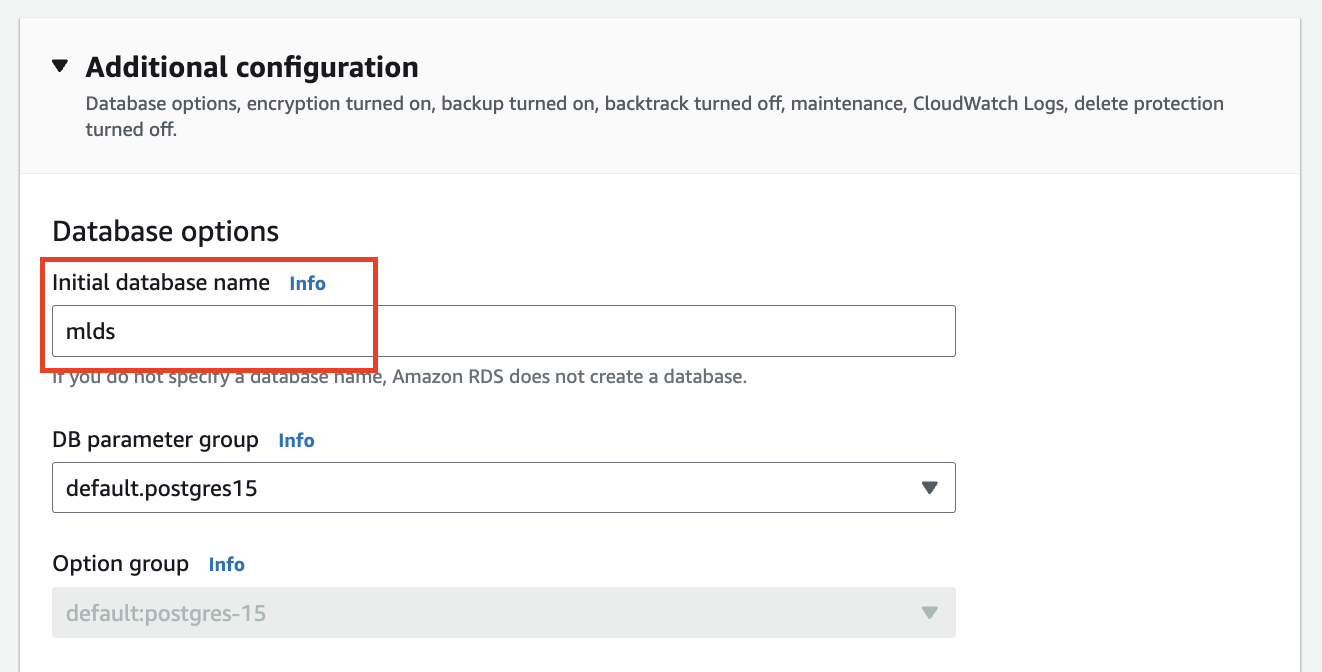 Additional configuration
Database options, encryption turned on, backup turned on, backtrack turned off, maintenance, CloudWatch Logs, delete protection
turned off.
Database options
Initial database name Info
mlds
If you do not specify a database name, Amazon RDS does not create a database.
DB parameter group Info
default.postgres15
Option group Info
default:postgres-15